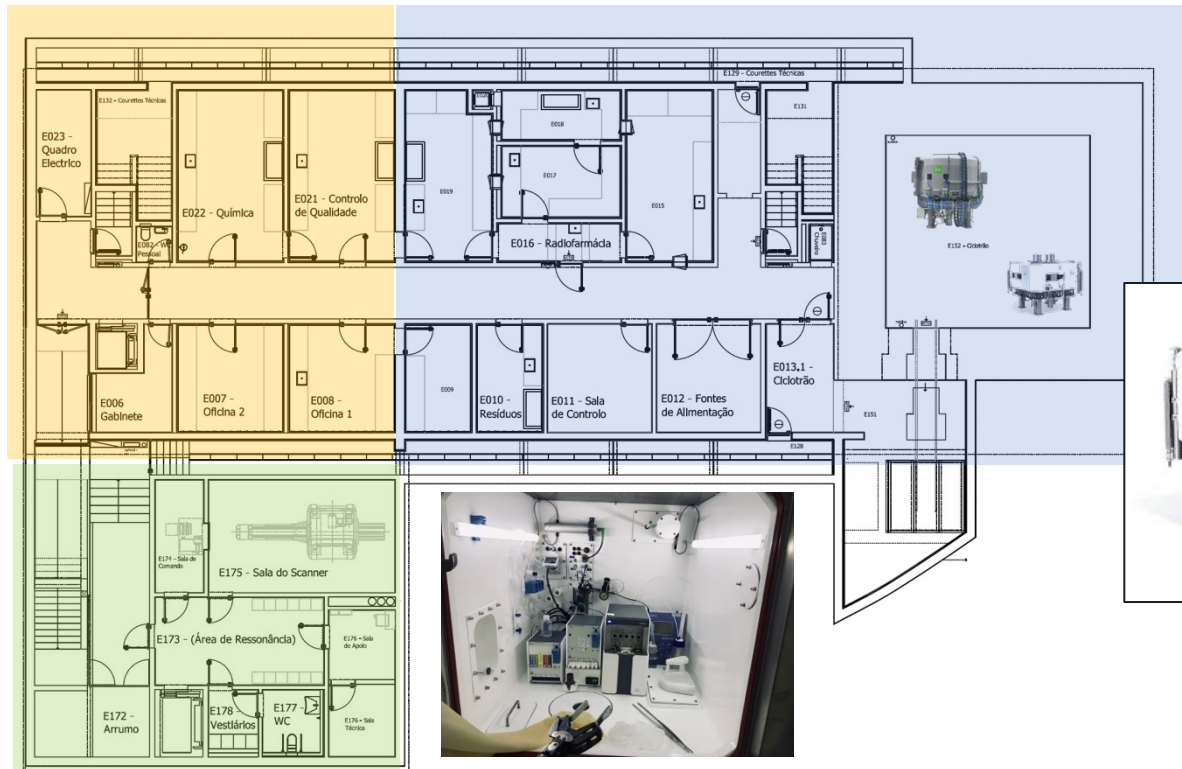 E129 - Courettes Técnicas
E132 - Courettes Técnicas
E131
E023 -
Quadro
Electrico
E018
E019
E017
E015
E022 - Química
E021 - Controlo
de Qualidade
E016 - Radiofarmácia
E082 - WC
Pessoal
E083
Chuveiro
E152 - Ciclotrão
E006
Gabinete
E007 -
Oficina 2
E008 -
Oficina 1
E009
E010 -
Resíduos
E011 - Sala
de Controlo
E012 - Fontes
de Alimentação
E013.1 -
Ciclotrão
E151
E128
E174 - Sala de
Comando
E175 - Sala do Scanner
E173 - (Área de Ressonância)
E176 - Sala
de Apoio
E172 -
Arrumo
E178 -
Vestiários
E177 -
WC
E176 - Sala
Técnica